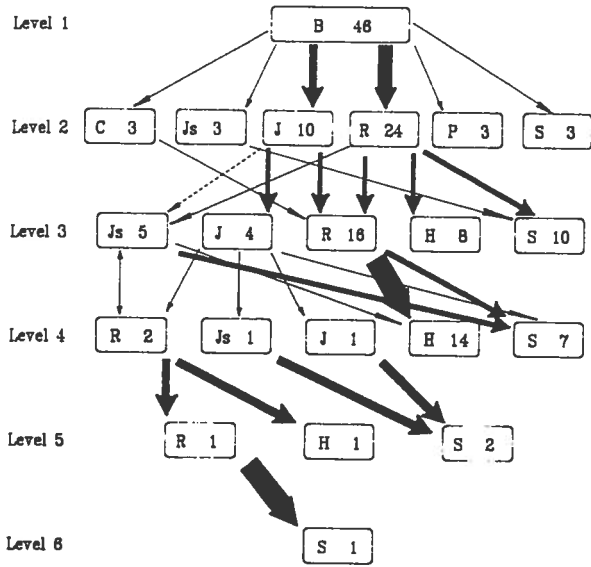 Level 1 B 46
Level 2 C 3 Js 3 J 10 R 24 P 3 S 3
Level 3 Js 5 J 4 R 16 H 8 S 10
Level 4 R 2 Js 1 J 1 H 14 S 7
Level 5 R 1 H 1 S 2
Level 6 S 1